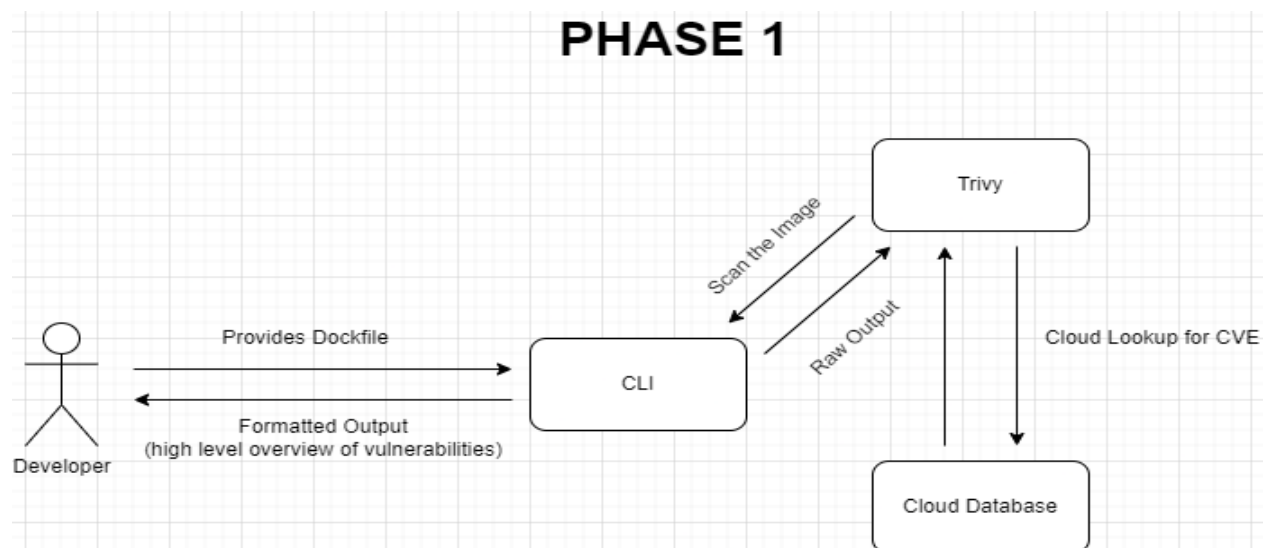 PHASE 1
Trivy
Scan the Image
Raw Output
Provides Dockfile
Cloud Lookup for CVE
CLI
Formatted Output
(high level overview of vulnerabilities)
Developer
Cloud Database